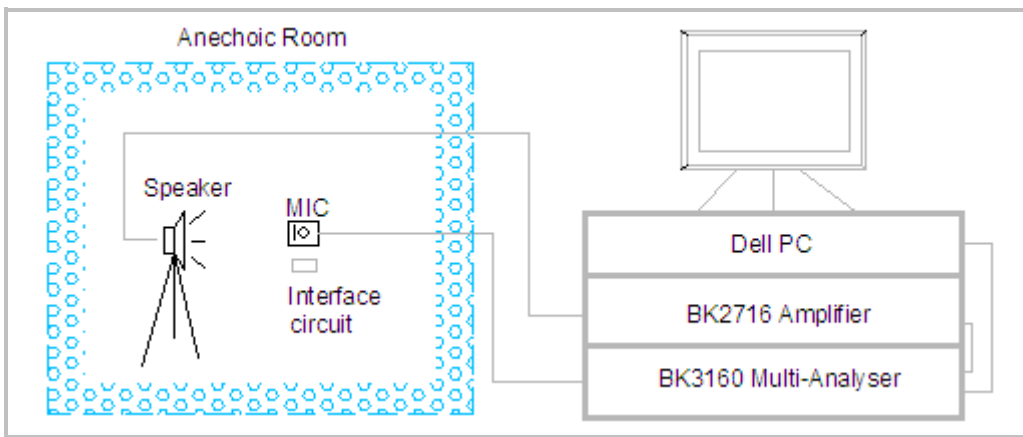 Anechoic Room
Speaker
MIC
Interface
circuit
Dell PC
BK2716 Amplifier
BK3160 Multi-Analyser